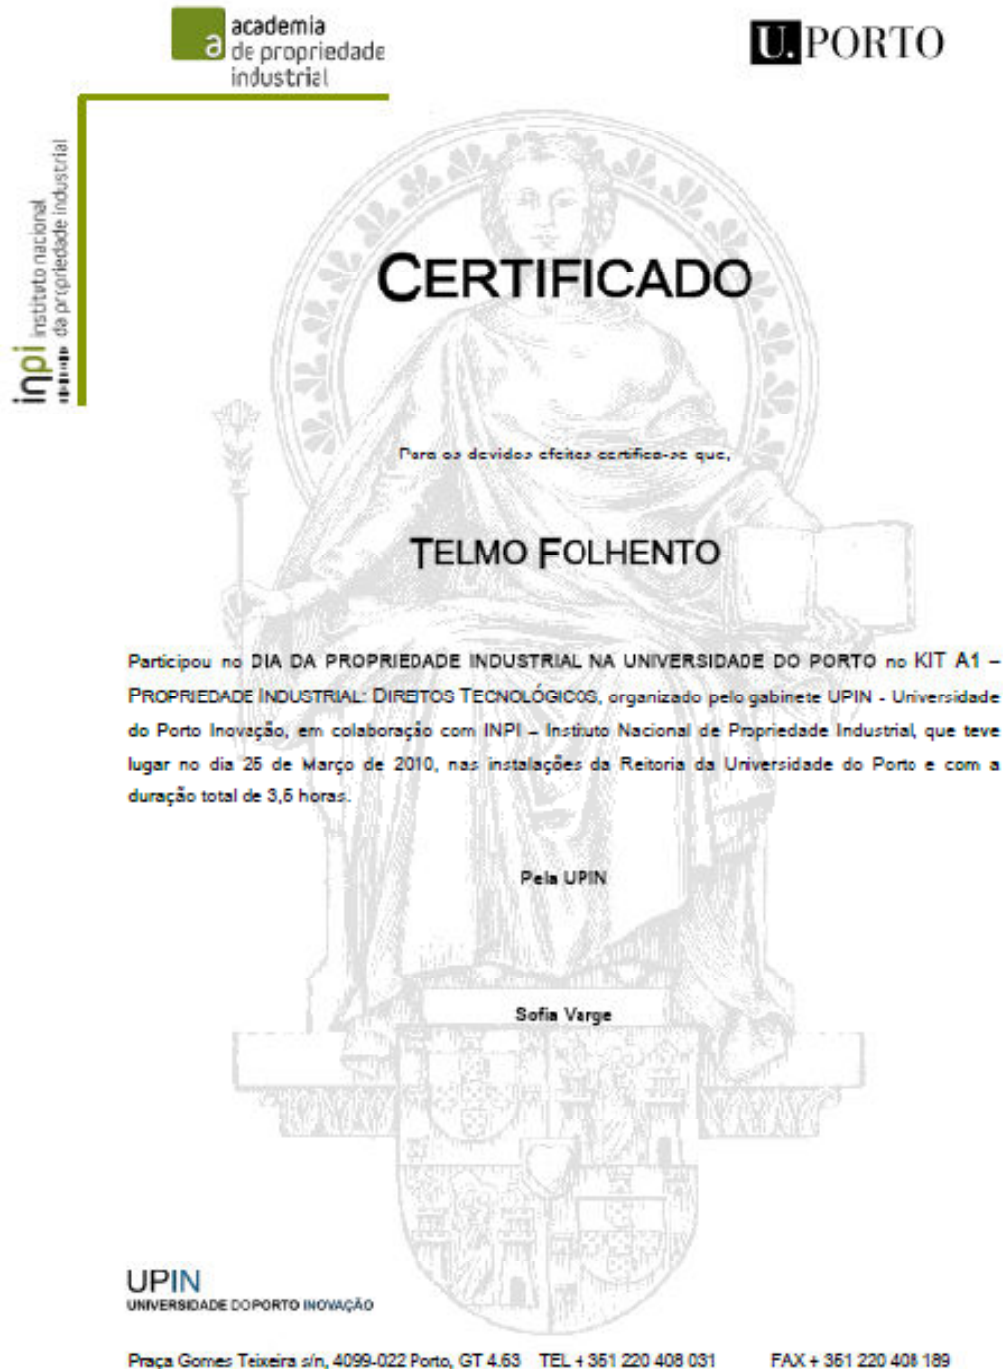 academia
de propriedade
industrial
U. PORTO
inpi instituto nacional
da propriedade industrial
CERTIFICADO
Para os devidos efeitos certifica-se que,
TELMO FOLHENTO
Participou no DIA DA PROPRIEDADE INDUSTRIAL NA UNIVERSIDADE DO PORTO no KIT A1 –
PROPRIEDADE INDUSTRIAL: DIREITOS TECNOLÓGICOS, organizado pelo gabinete UPIN - Universidade
do Porto Inovação, em colaboração com INPI – Instituto Nacional de Propriedade Industrial, que teve
lugar no dia 25 de Março de 2010, nas instalações da Reitoria da Universidade do Porto e com a
duração total de 3,5 horas.
Pela UPIN
Sofia Varge
UPIN
UNIVERSIDADE DO PORTO INOVAÇÃO
Praça Gomes Teixeira s/n, 4099-022 Porto, GT 4.63 TEL + 351 220 408 031 FAX + 351 220 408 189